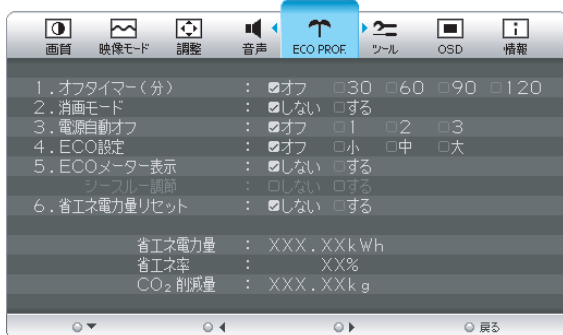 画質 映像モード 調整 音声 ECO PROF. ツール OSD 情報
1.オフタイマー(分) : オフ 30 60 90 120
2.消画モード : しない する
3.電源自動オフ : オフ 1 2 3
4.ECO設定 : オフ 小 中 大
5.ECOメーター表示 : しない する
シースルー調節 : しない する
6.省エネ電力量リセット : しない する
省エネ電力量 : XXX.XXkWh
省エネ率 : XX%
CO₂削減量 : XXX.XXkg
戻る